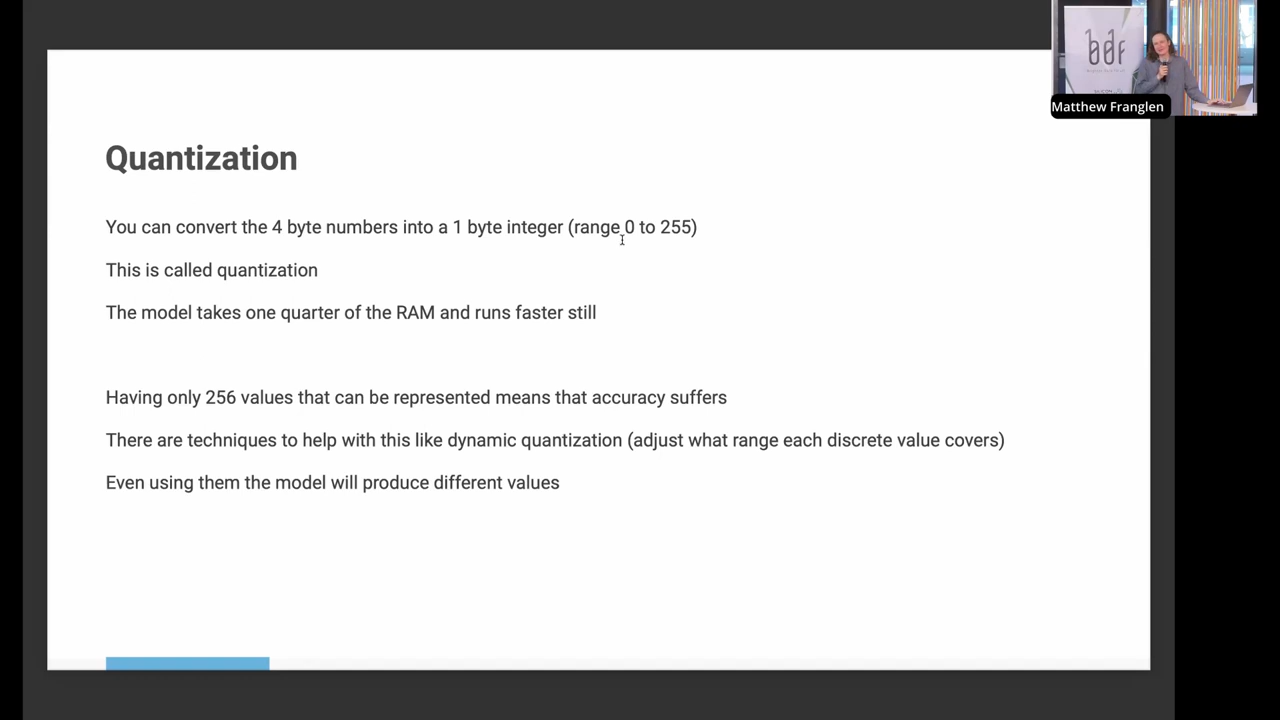 Quantization
You can convert the 4 byte numbers into a 1 byte integer (range 0 to 255)
This is called quantization
The model takes one quarter of the RAM and runs faster still
Having only 256 values that can be represented means that accuracy suffers
There are techniques to help with this like dynamic quantization (adjust what range each discrete value covers)
Even using them the model will produce different values
bdf
Matthew Franglen